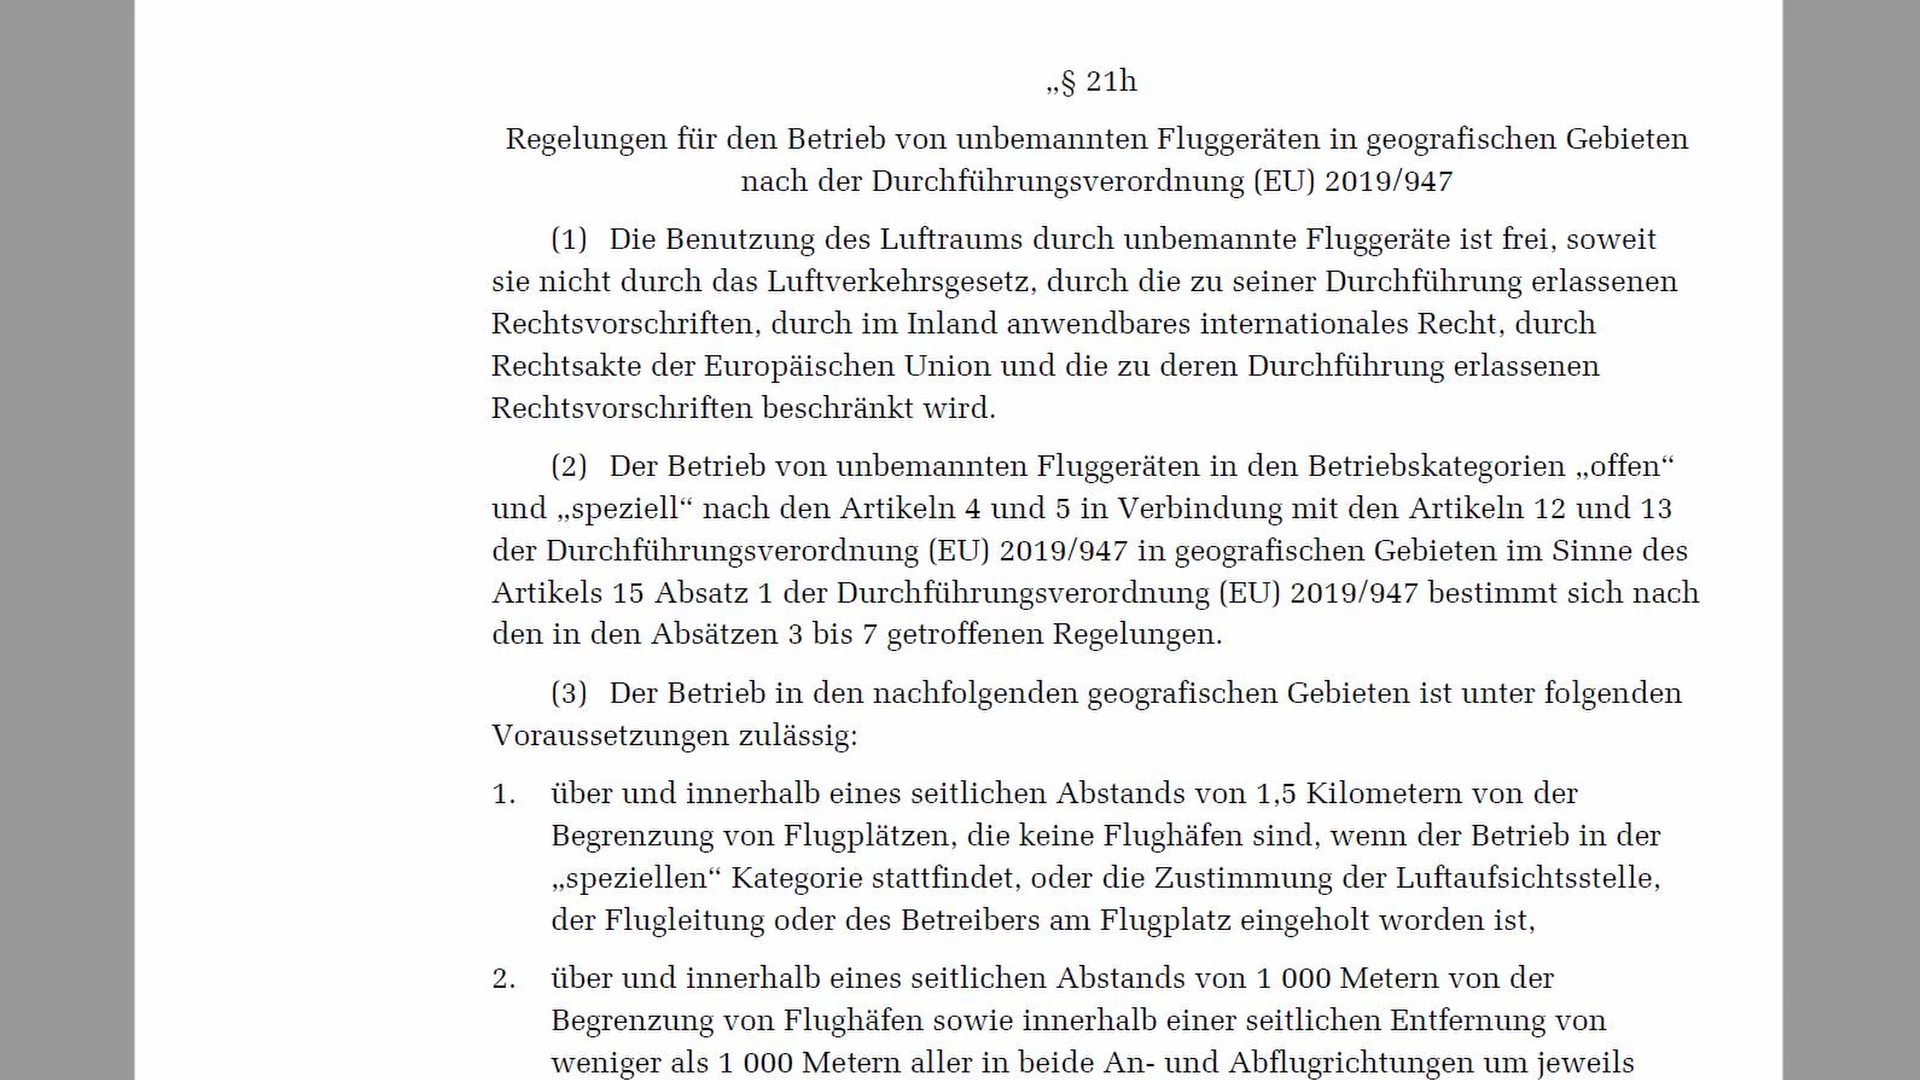 „§ 21h
Regelungen für den Betrieb von unbemannten Fluggeräten in geografischen Gebieten
nach der Durchführungsverordnung (EU) 2019/947
(1) Die Benutzung des Luftraums durch unbemannte Fluggeräte ist frei, soweit
sie nicht durch das Luftverkehrsgesetz, durch die zu seiner Durchführung erlassenen
Rechtsvorschriften, durch im Inland anwendbares internationales Recht, durch
Rechtsakte der Europäischen Union und die zu deren Durchführung erlassenen
Rechtsvorschriften beschränkt wird.
(2) Der Betrieb von unbemannten Fluggeräten in den Betriebskategorien „offen“
und „speziell“ nach den Artikeln 4 und 5 in Verbindung mit den Artikeln 12 und 13
der Durchführungsverordnung (EU) 2019/947 in geografischen Gebieten im Sinne des
Artikels 15 Absatz 1 der Durchführungsverordnung (EU) 2019/947 bestimmt sich nach
den in den Absätzen 3 bis 7 getroffenen Regelungen.
(3) Der Betrieb in den nachfolgenden geografischen Gebieten ist unter folgenden
Voraussetzungen zulässig:
1. über und innerhalb eines seitlichen Abstands von 1,5 Kilometern von der
Begrenzung von Flugplätzen, die keine Flughäfen sind, wenn der Betrieb in der
„speziellen“ Kategorie stattfindet, oder die Zustimmung der Luftaufsichtsstelle,
der Flugleitung oder des Betreibers am Flugplatz eingeholt worden ist,
2. über und innerhalb eines seitlichen Abstands von 1 000 Metern von der
Begrenzung von Flughäfen sowie innerhalb einer seitlichen Entfernung von
weniger als 1 000 Metern aller in beide An- und Abflugrichtungen um jeweils